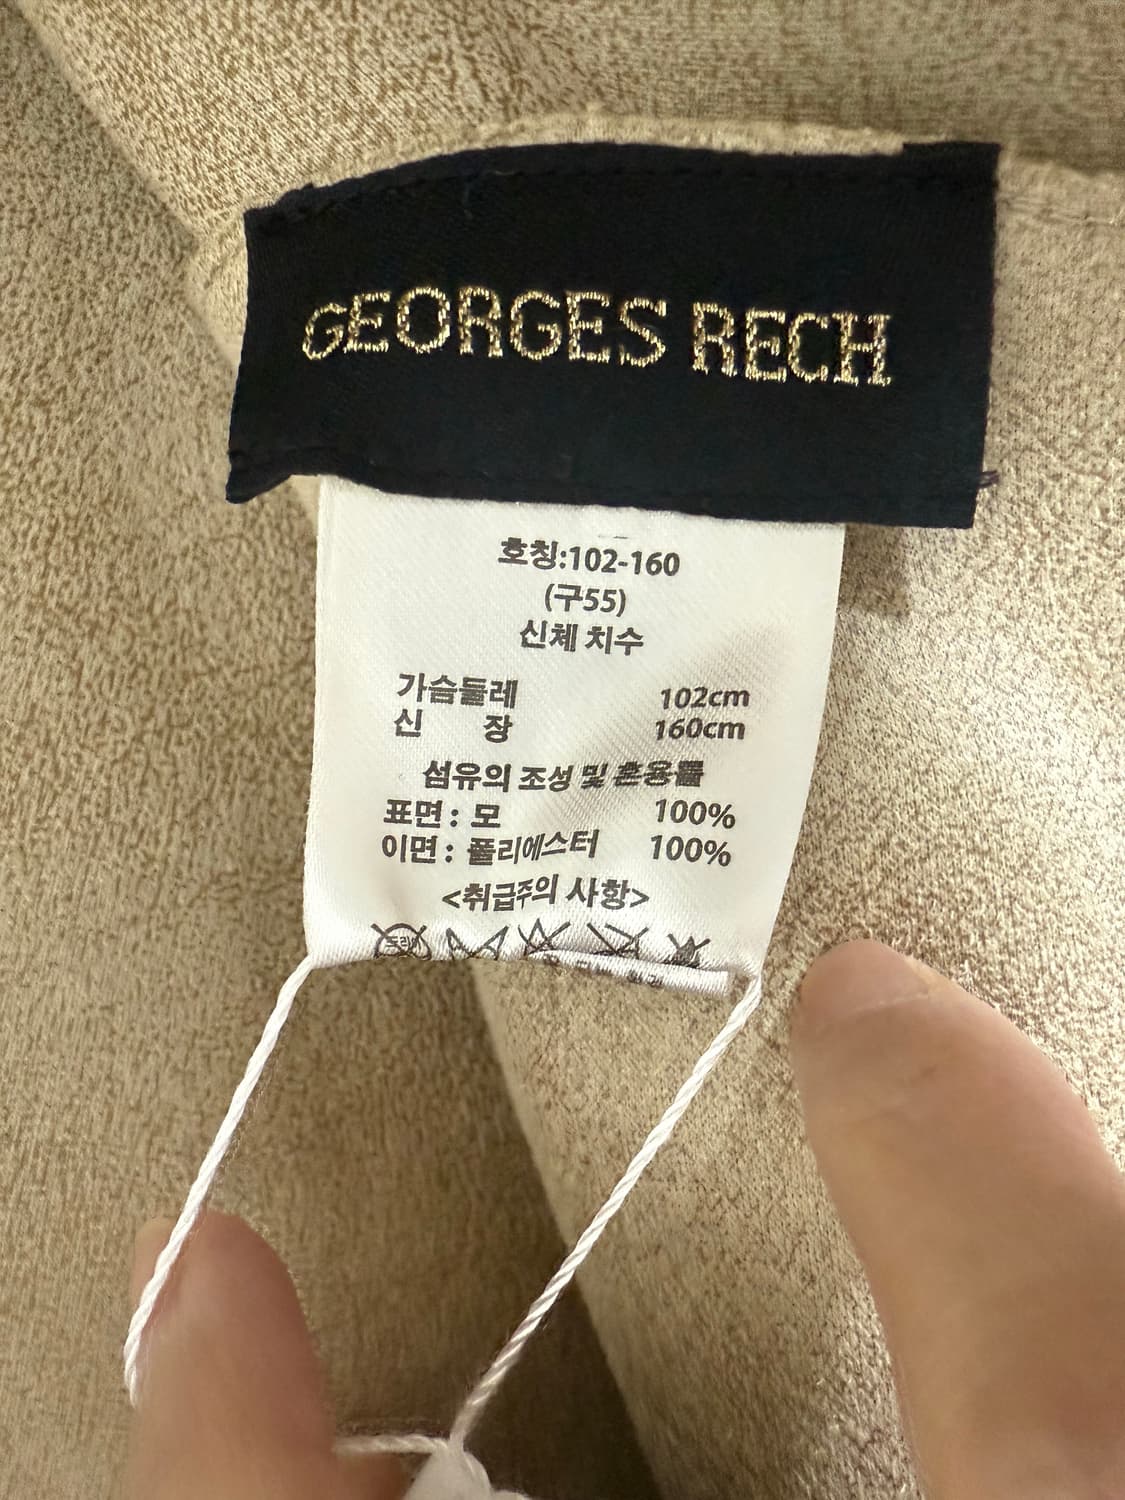 GEORGES RECH
호칭:102-160
(구55)
신체 치수
가슴둘레 102cm
신 장 160cm
섬유의 조성 및 혼용률
표면 : 모 100%
이면 : 폴리에스터 100%
<취급주의 사항>